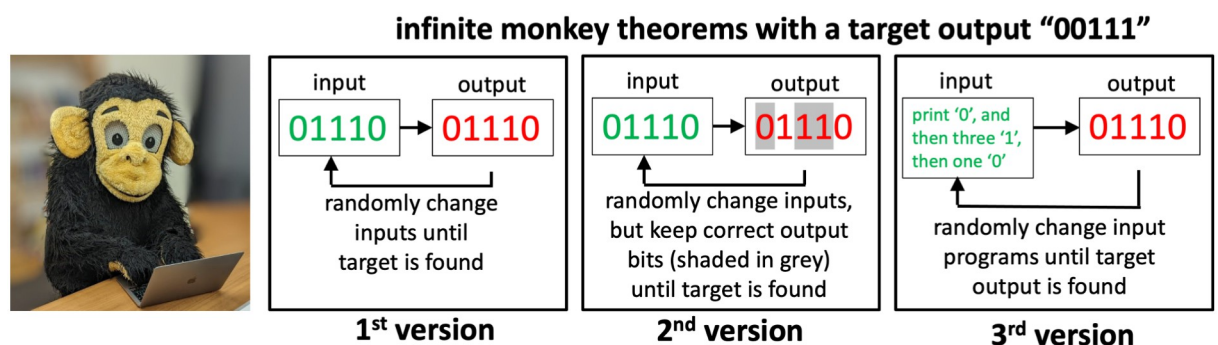 infinite monkey theorems with a target output “00111”
input
output
01110
01110
randomly change
inputs until
target is found
1st version
input
output
01110
01110
randomly change inputs,
but keep correct output
bits (shaded in grey)
until target is found
2nd version
input
output
print ‘0’, and
then three ‘1’,
then one ‘0’
01110
randomly change input
programs until target
output is found
3rd version